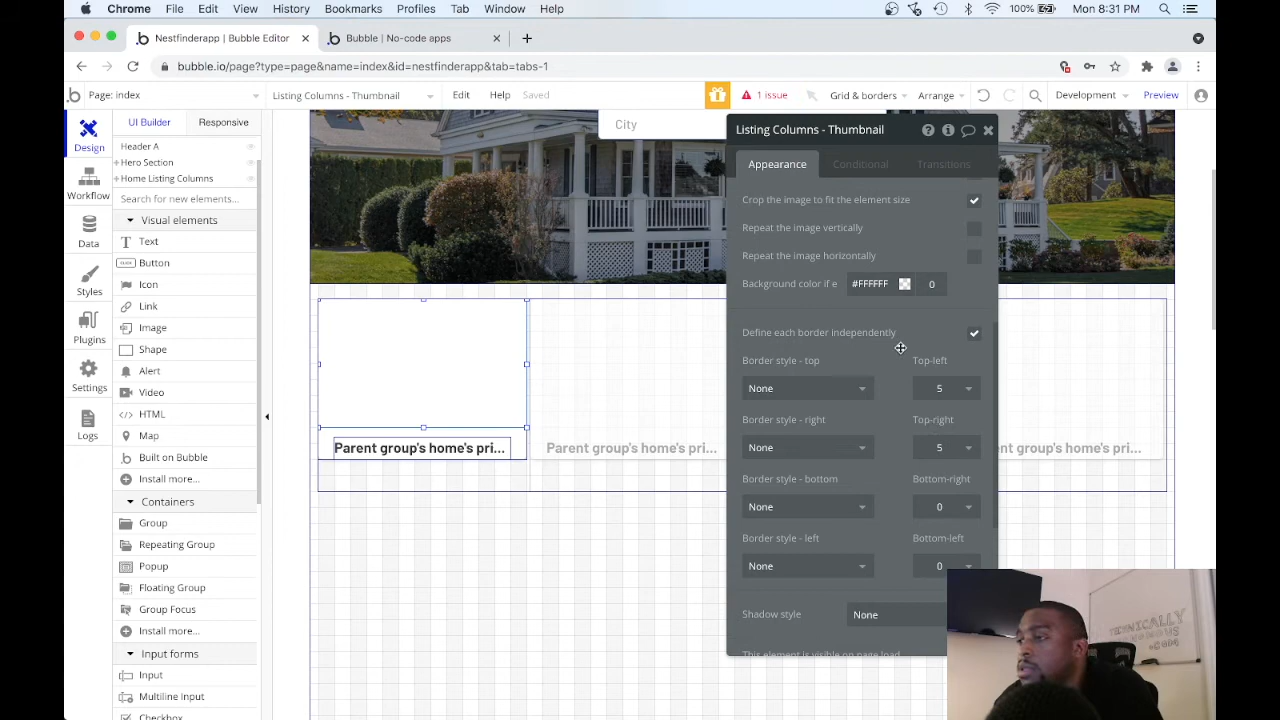 Chrome File Edit View History Bookmarks Profiles Tab Window Help 100% Mon 8:31 PM
Nestfinderapp | Bubble Editor Bubble | No-code apps
bubble.io/page?type=page&name=index&id=nestfinderapp&tab=tabs-1
Page: index Listing Columns - Thumbnail Edit Help Saved 1 issue Grid & borders Arrange Development Preview
UI Builder Responsive
Design
Workflow
Data
Styles
Plugins
Settings
Logs
Header A
Hero Section
Home Listing Columns
Search for new elements...
Visual elements
Text
Button
Icon
Link
Image
Shape
Alert
Video
</> HTML
Map
Built on Bubble
Install more...
Containers
Group
Repeating Group
Popup
Floating Group
Group Focus
Install more...
Input forms
Input
Multiline Input
Checkbox
City
Parent group's home's pri...
Parent group's home's pri...
ent group's home's pri...
Listing Columns - Thumbnail
Appearance Conditional Transitions
Crop the image to fit the element size
Repeat the image vertically
Repeat the image horizontally
Background color if e #FFFFFF 0
Define each border independently
Border style - top Top-left
None 5
Border style - right Top-right
None 5
Border style - bottom Bottom-right
None 0
Border style - left Bottom-left
None 0
Shadow style None
This element is visible on page load
TECHNICALLY